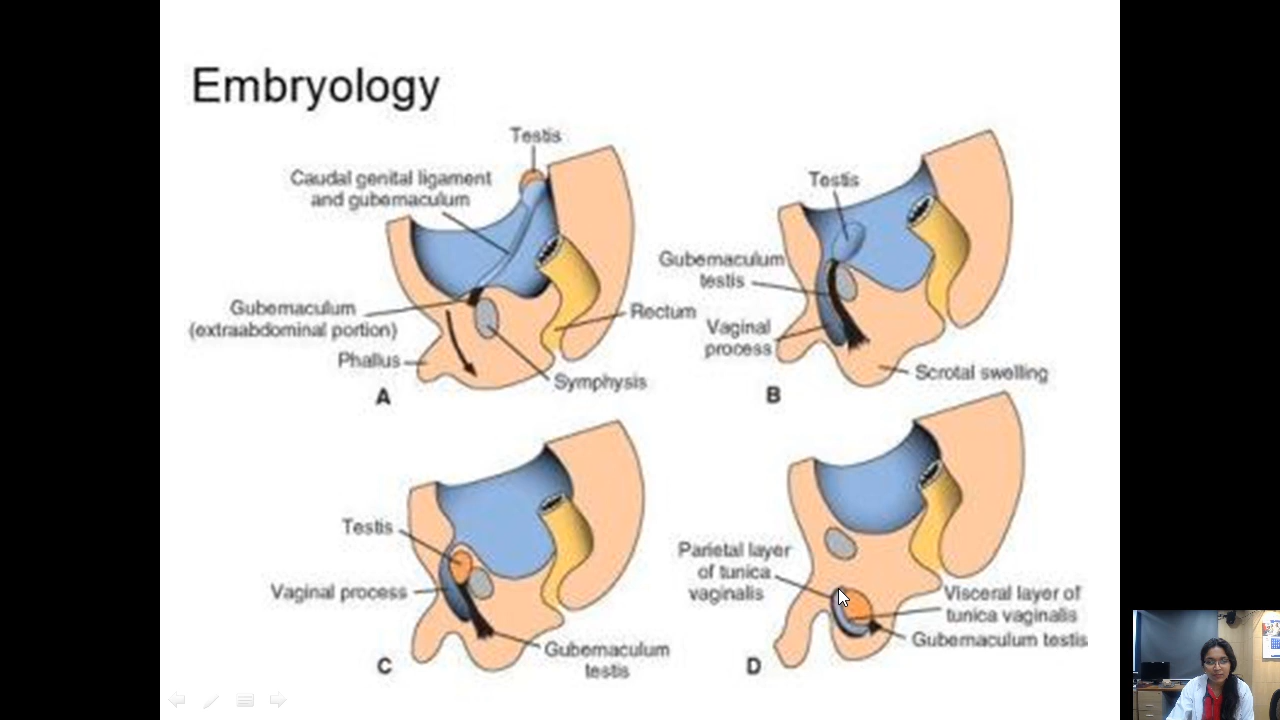 Embryology
Testis
Caudal genital ligament
and gubernaculum
Gubernaculum
(extraabdominal portion)
Phallus
Rectum
Symphysis
A
Testis
Gubernaculum
testis
Vaginal
process
Scrotal swelling
B
Testis
Vaginal process
Gubernaculum
testis
C
Parietal layer
of tunica
vaginalis
Visceral layer of
tunica vaginalis
Gubernaculum testis
D